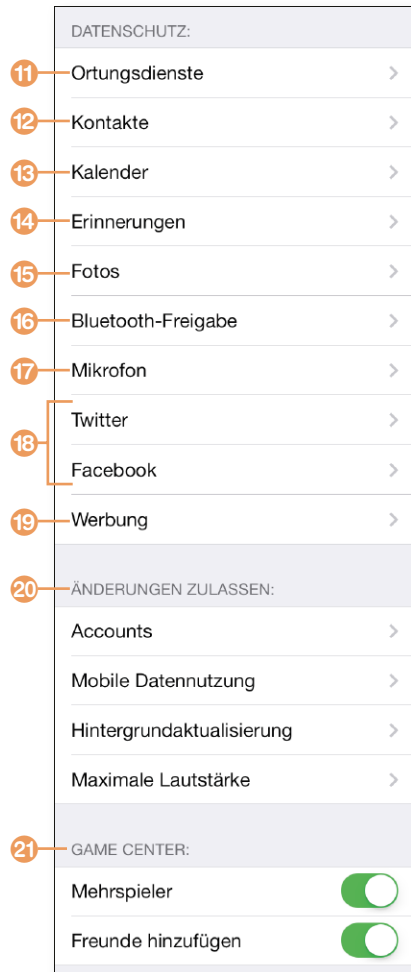 DATENSCHUTZ:
11 Ortungsdienste
12 Kontakte
13 Kalender
14 Erinnerungen
15 Fotos
16 Bluetooth-Freigabe
17 Mikrofon
18 Twitter
Facebook
19 Werbung
20 ÄNDERUNGEN ZULASSEN:
Accounts
Mobile Datennutzung
Hintergrundaktualisierung
Maximale Lautstärke
21 GAME CENTER:
Mehrspieler
Freunde hinzufügen